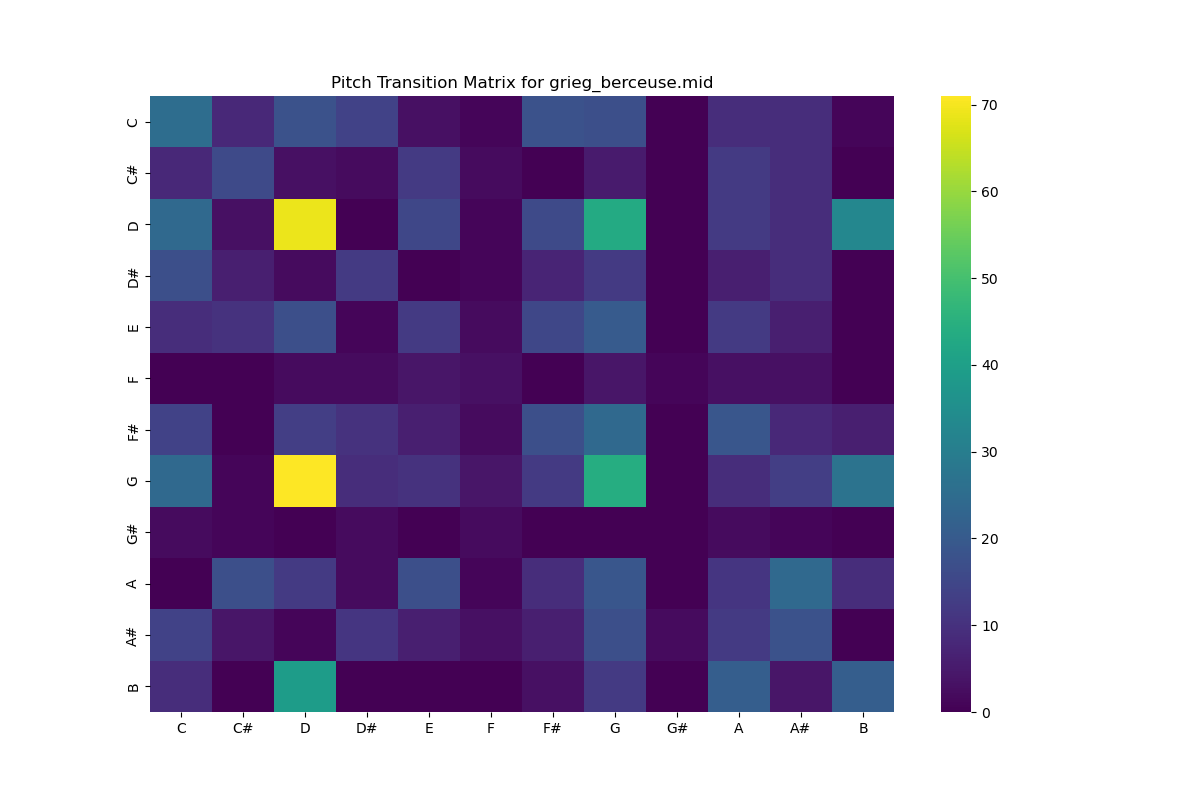 Pitch Transition Matrix for grieg_berceuse.mid
C
C#
D
D#
E
F
F#
G
G#
A
A#
B
C C# D D# E F F# G G# A A# B
70
60
50
40
30
20
10
0